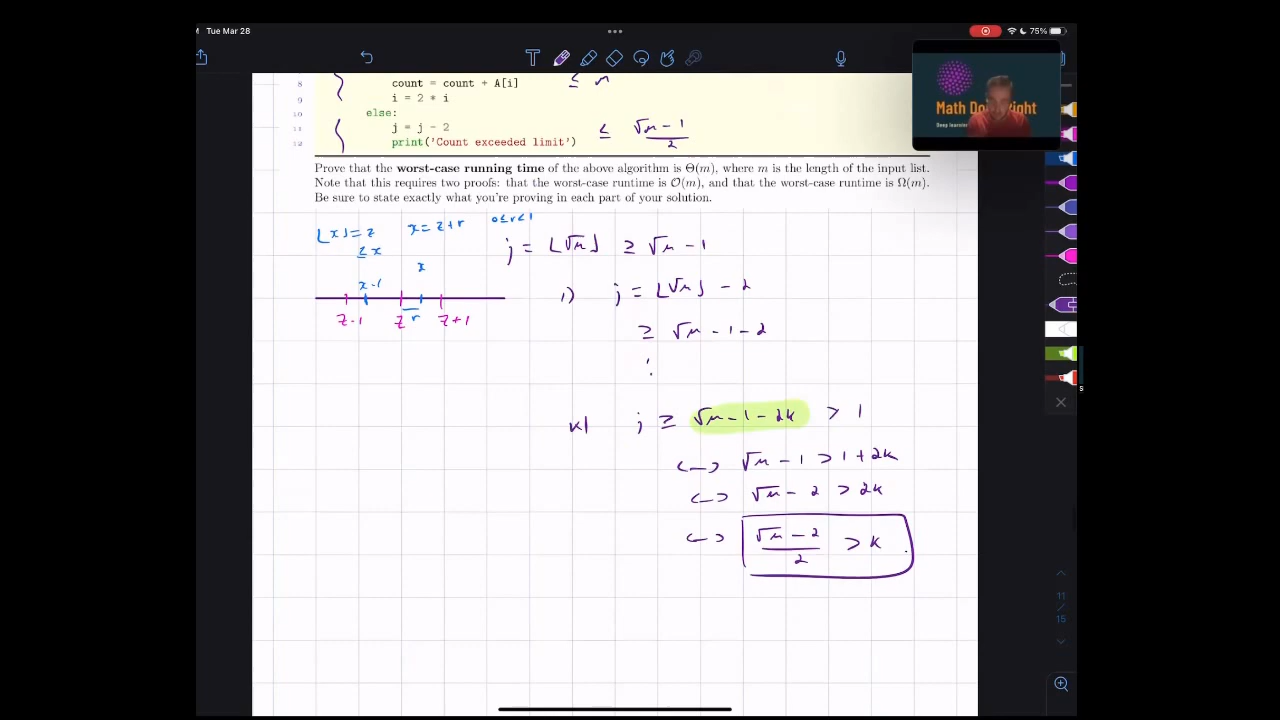 Tue Mar 28
75%
8 count = count + A[i] ≤ m
9 i = 2 * i
10 else:
11 j = j - 2
12 print('Count exceeded limit') ≤ (√m - 1)/2
Math Do Right
Deep learning
Prove that the worst-case running time of the above algorithm is Θ(m), where m is the length of the input list.
Note that this requires two proofs: that the worst-case runtime is O(m), and that the worst-case runtime is Ω(m).
Be sure to state exactly what you're proving in each part of your solution.
⌊x⌋ = z x = z + r 0 ≤ r < 1
≥ x
x
x - 1
z - 1 z r z + 1
j = ⌊√m⌋ ≥ √m - 1
1) j = ⌊√m⌋ - 2
≥ √m - 1 - 2
⋮
k) j ≥ √m - 1 - 2k > 1
<-> √m - 1 > 1 + 2k
<-> √m - 2 > 2k
<-> (√m - 2)/2 > k
11
/
15